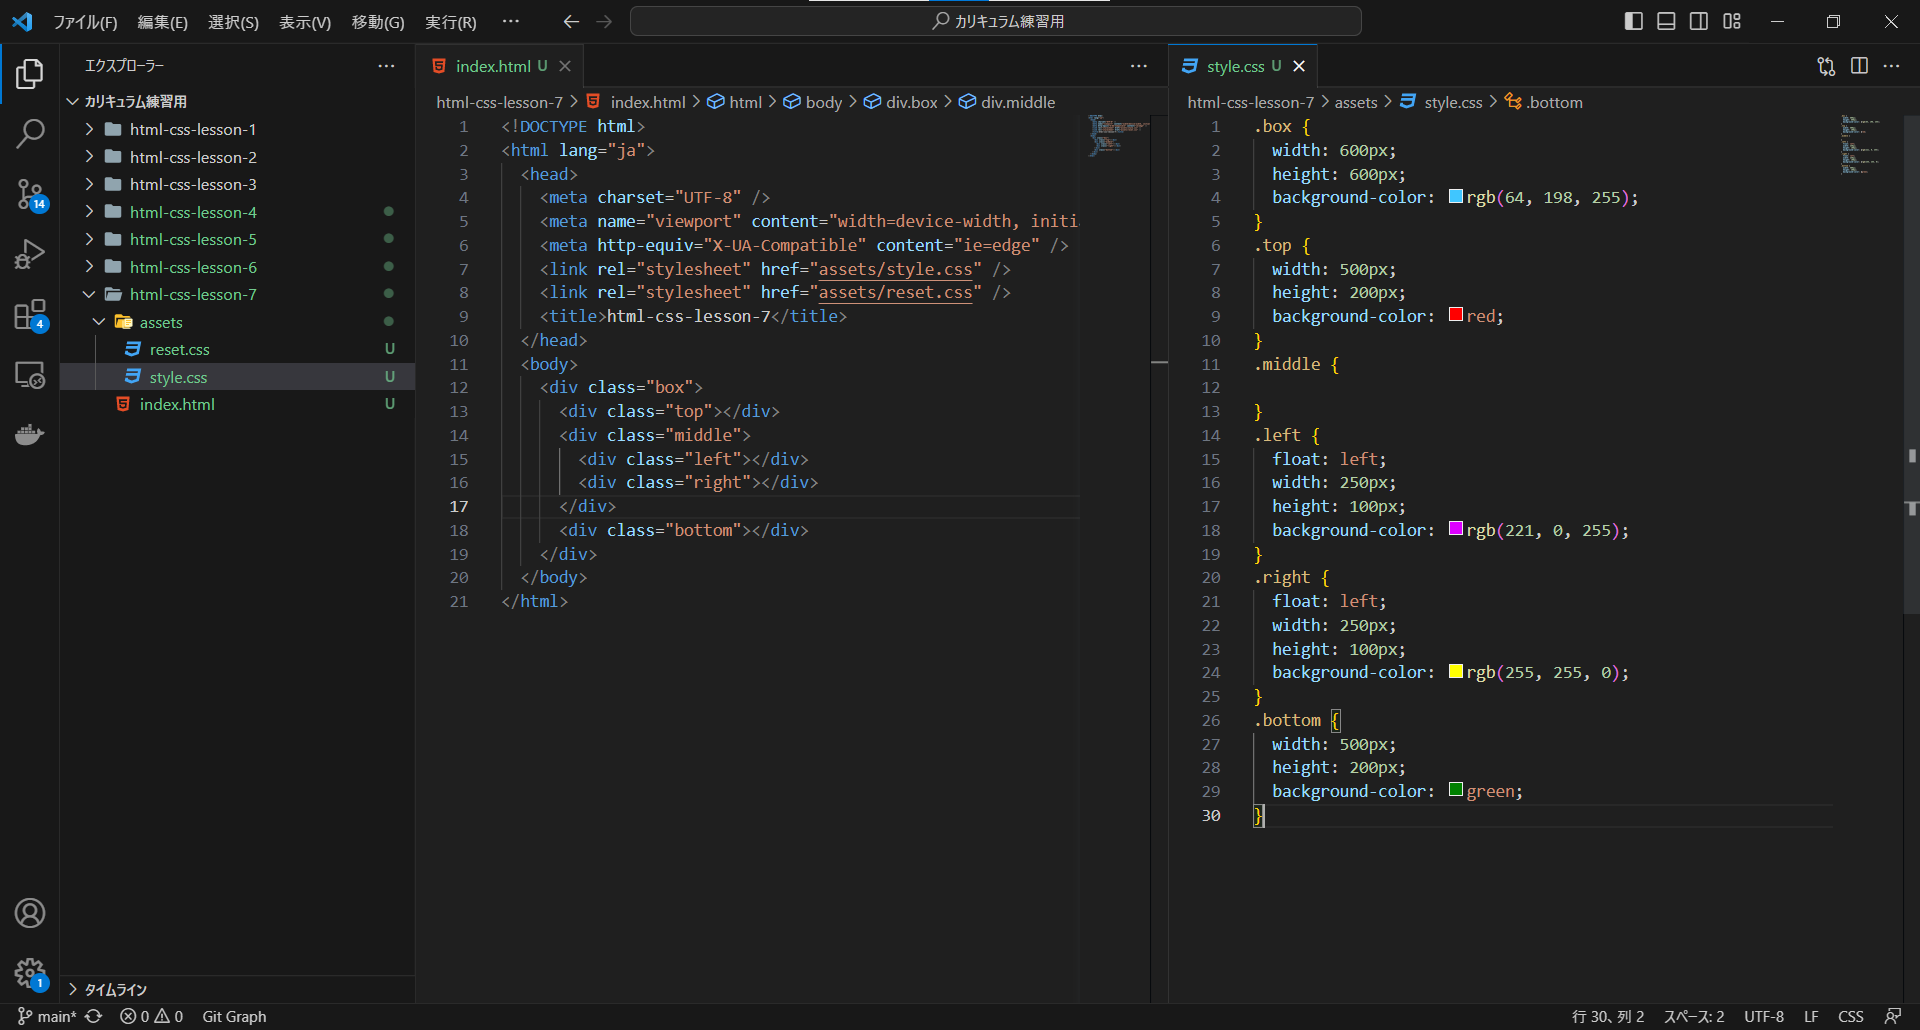 ファイル(F) 編集(E) 選択(S) 表示(V) 移動(G) 実行(R) ··· カリキュラム練習用
エクスプローラー ···
カリキュラム練習用
html-css-lesson-1
html-css-lesson-2
html-css-lesson-3
html-css-lesson-4
html-css-lesson-5
html-css-lesson-6
html-css-lesson-7
assets
reset.css U
style.css U
index.html U
タイムライン
14
4
1
index.html U
html-css-lesson-7 > index.html > html > body > div.box > div.middle
1 <!DOCTYPE html>
2 <html lang="ja">
3 <head>
4 <meta charset="UTF-8" />
5 <meta name="viewport" content="width=device-width, initi
6 <meta http-equiv="X-UA-Compatible" content="ie=edge" />
7 <link rel="stylesheet" href="assets/style.css" />
8 <link rel="stylesheet" href="assets/reset.css" />
9 <title>html-css-lesson-7</title>
10 </head>
11 <body>
12 <div class="box">
13 <div class="top"></div>
14 <div class="middle">
15 <div class="left"></div>
16 <div class="right"></div>
17 </div>
18 <div class="bottom"></div>
19 </div>
20 </body>
21 </html>
style.css U
html-css-lesson-7 > assets > style.css > .bottom
1 .box {
2 width: 600px;
3 height: 600px;
4 background-color: rgb(64, 198, 255);
5 }
6 .top {
7 width: 500px;
8 height: 200px;
9 background-color: red;
10 }
11 .middle {
12
13 }
14 .left {
15 float: left;
16 width: 250px;
17 height: 100px;
18 background-color: rgb(221, 0, 255);
19 }
20 .right {
21 float: left;
22 width: 250px;
23 height: 100px;
24 background-color: rgb(255, 255, 0);
25 }
26 .bottom {
27 width: 500px;
28 height: 200px;
29 background-color: green;
30 }
main* 0 0 Git Graph 行 30、列 2 スペース: 2 UTF-8 LF CSS